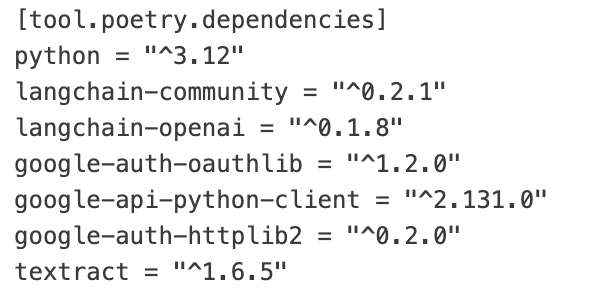 [tool.poetry.dependencies]
python = "^3.12"
langchain-community = "^0.2.1"
langchain-openai = "^0.1.8"
google-auth-oauthlib = "^1.2.0"
google-api-python-client = "^2.131.0"
google-auth-httplib2 = "^0.2.0"
textract = "^1.6.5"